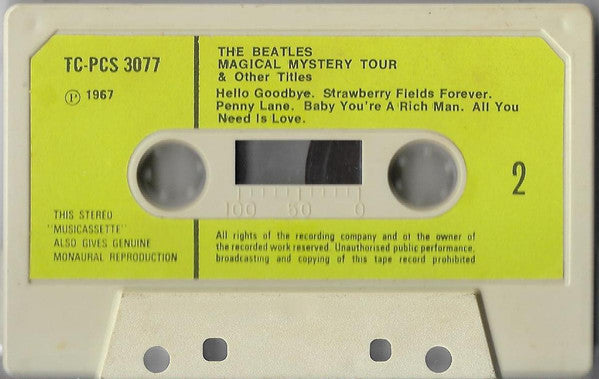 TC-PCS 3077
℗ 1967
THE BEATLES
MAGICAL MYSTERY TOUR
& Other Titles
Hello Goodbye. Strawberry Fields Forever.
Penny Lane. Baby You're A Rich Man. All You
Need Is Love.
100 50 0
2
THIS STEREO
"MUSICASSETTE"
ALSO GIVES GENUINE
MONAURAL REPRODUCTION
All rights of the recording company and ot the owner of
the recorded work reserved. Unauthorised public performance,
broadcasting and copying of this tape record prohibited